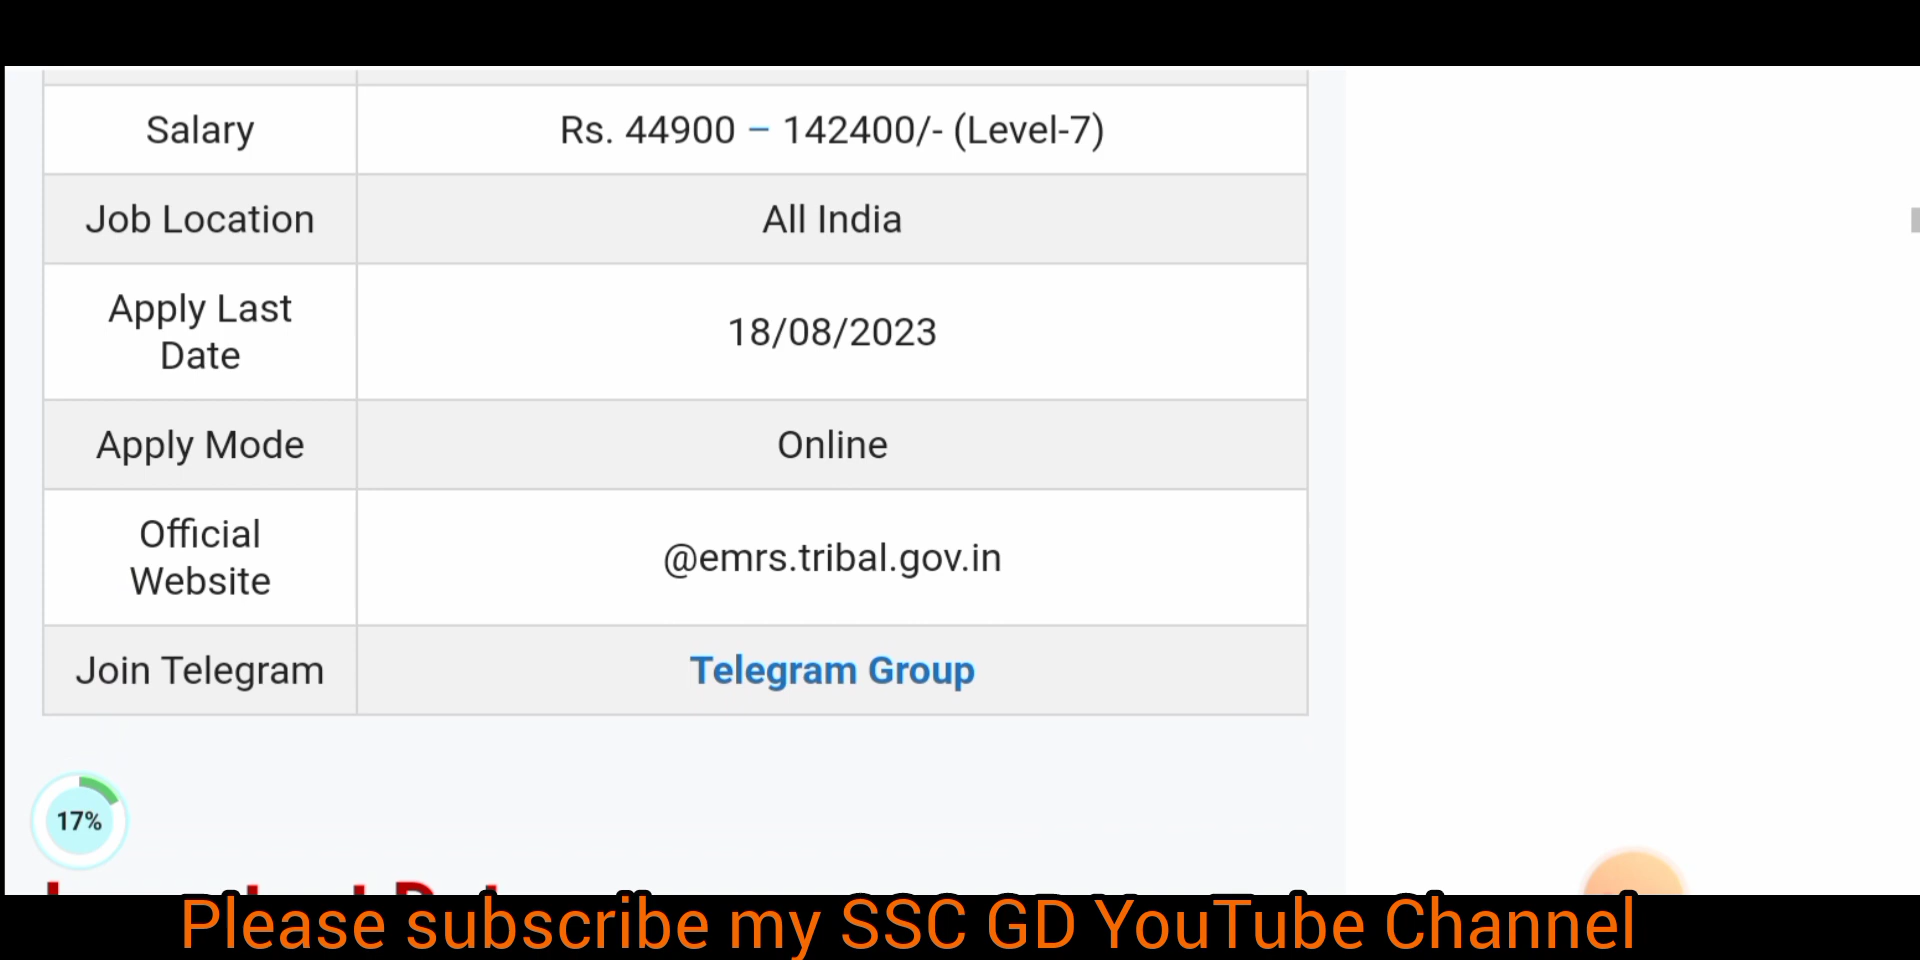 Salary
Rs. 44900 – 142400/- (Level-7)
Job Location
All India
Apply Last
Date
18/08/2023
Apply Mode
Online
Official
Website
@emrs.tribal.gov.in
Join Telegram
Telegram Group
17%
Please subscribe my SSC GD YouTube Channel